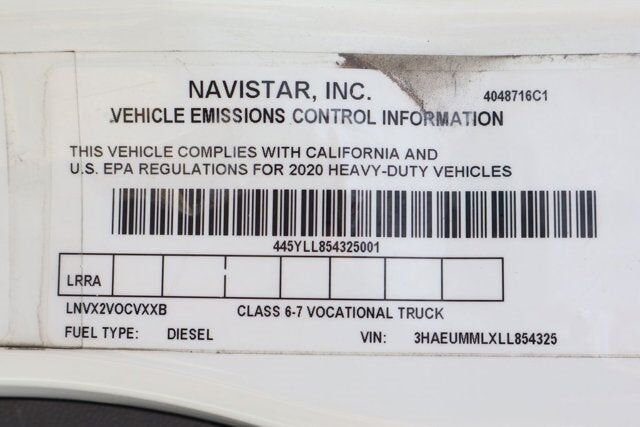 NAVISTAR, INC.
4048716C1
VEHICLE EMISSIONS CONTROL INFORMATION
THIS VEHICLE COMPLIES WITH CALIFORNIA AND
U.S. EPA REGULATIONS FOR 2020 HEAVY-DUTY VEHICLES
445YLL854325001
LRRA
LNVX2VOCVXXB CLASS 6-7 VOCATIONAL TRUCK
FUEL TYPE: DIESEL VIN: 3HAEUMMLXLL854325